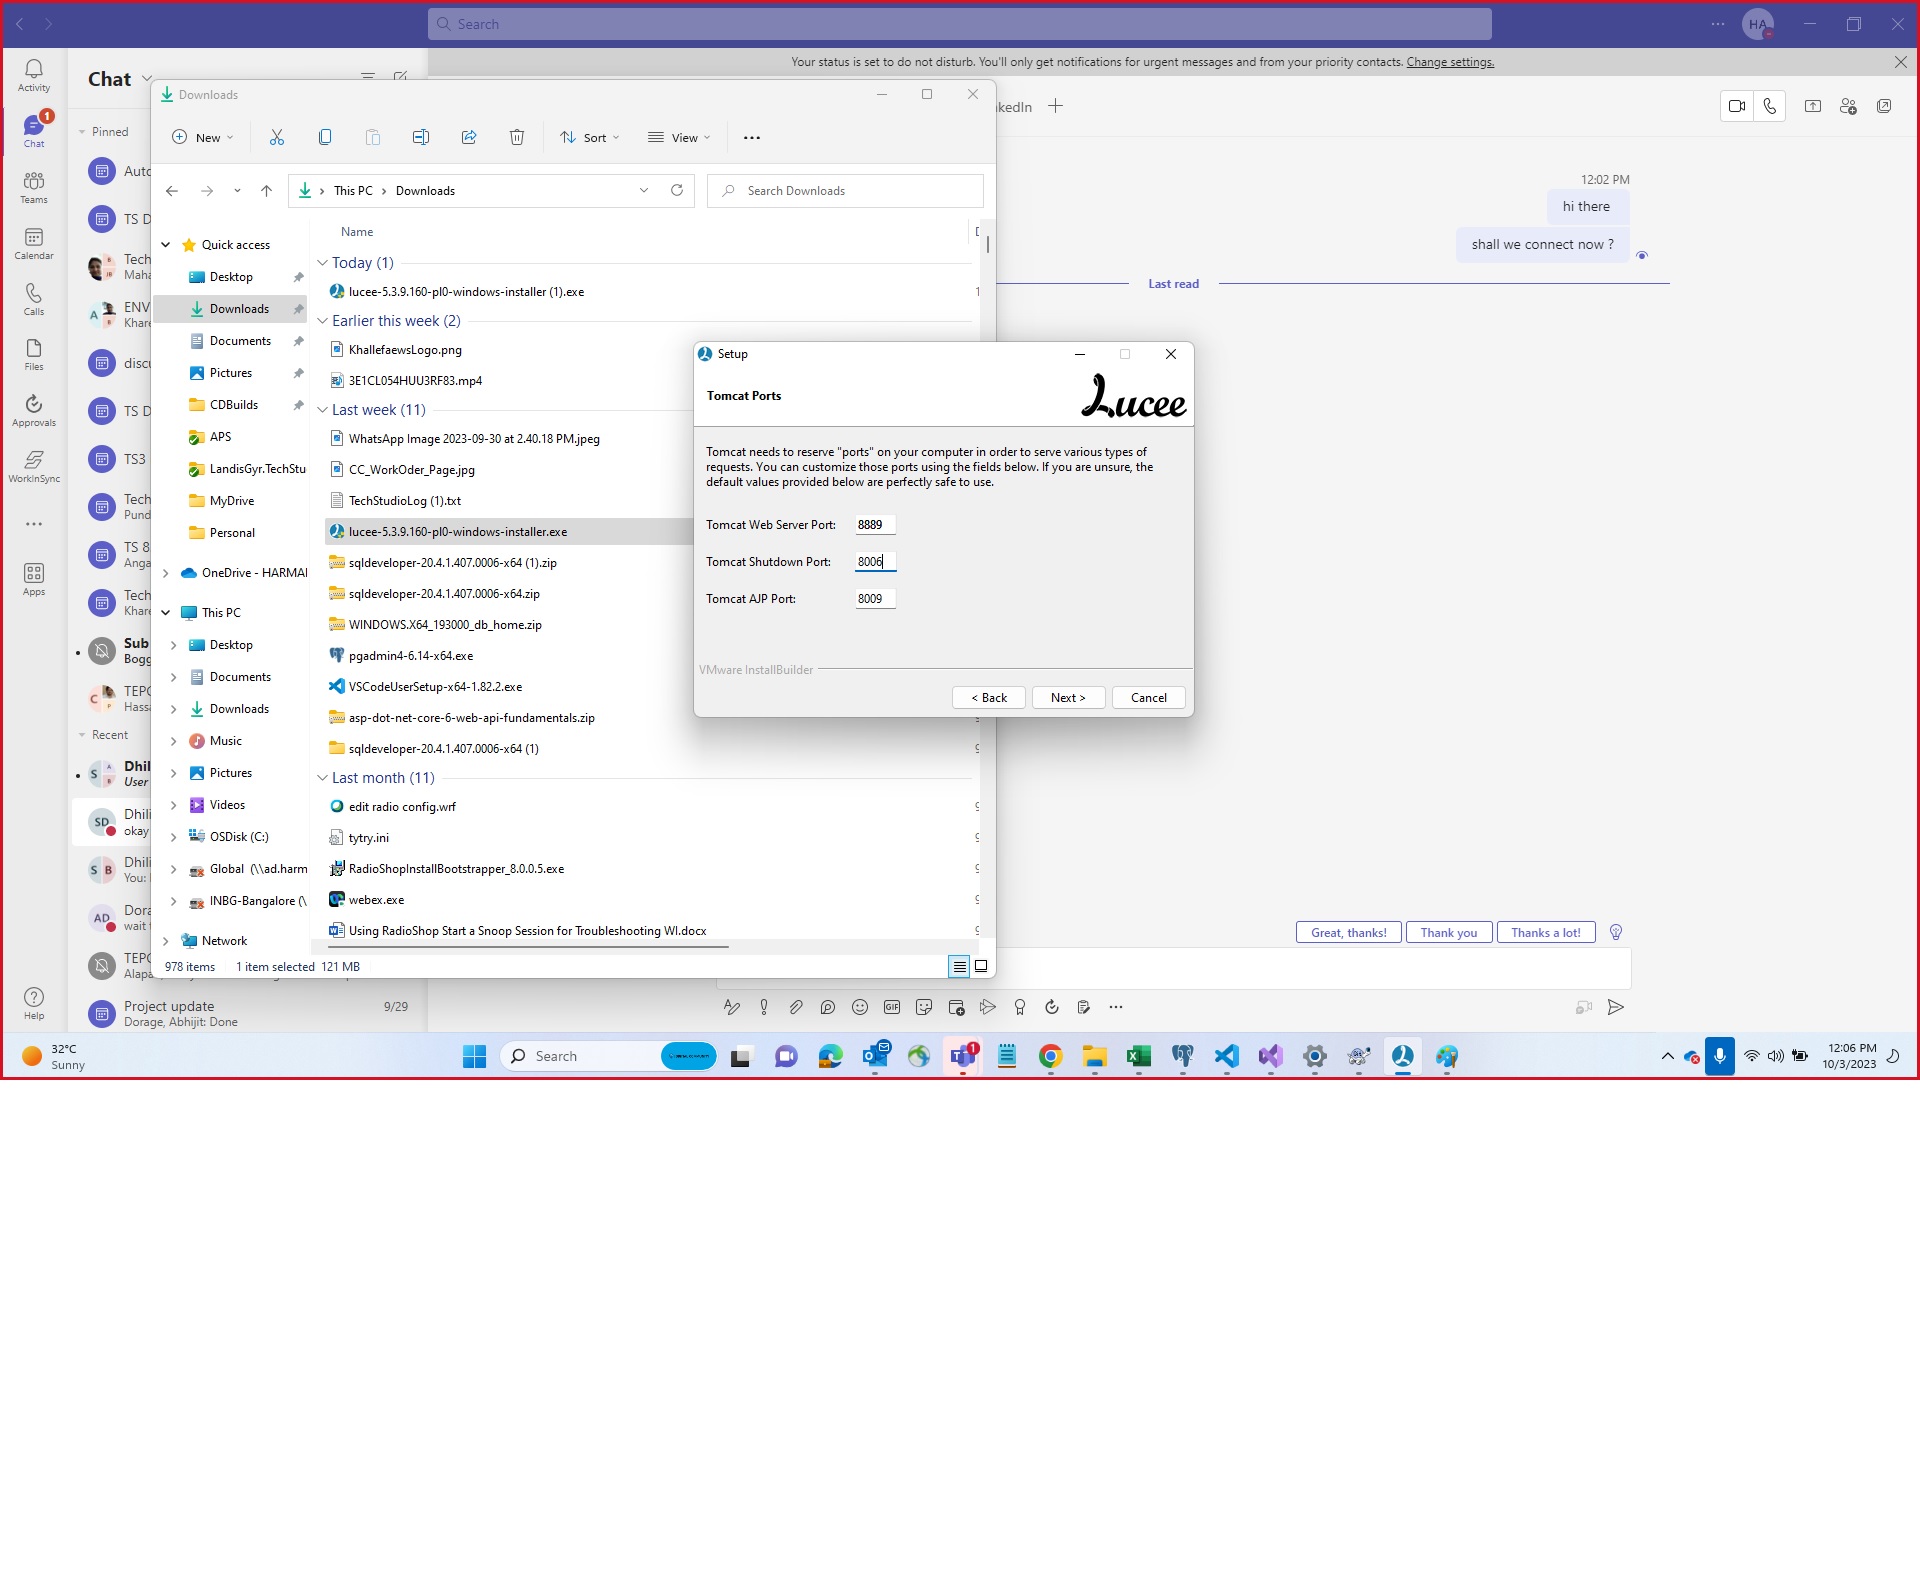 Search
HA
Your status is set to do not disturb. You'll only get notifications for urgent messages and from your priority contacts. Change settings.
Activity
1
Chat
Teams
Calendar
Calls
Files
Approvals
WorkinSync
Apps
Help
Chat
Pinned
Auto
TS D
Tech
Maha
ENV
Khare
discu
TS D
TS3
Tech
Pund
TS 8
Anga
Tech
Khare
Sub
Bogg
TEPC
Hassa
Recent
Dhil
User
SD
Dhili
okay
S B
Dhili
You: 
AD
Dora
wait
TEPC
Alapa
Project update 9/29
Dorage, Abhijit: Done
Downloads
New
Sort
View
This PC > Downloads
Search Downloads
Quick access
Desktop
Downloads
Documents
Pictures
CDBuilds
APS
LandisGyr.TechStu
MyDrive
Personal
OneDrive - HARMA
This PC
Desktop
Documents
Downloads
Music
Pictures
Videos
OSDisk (C:)
Global (\\ad.harm
INBG-Bangalore (\
Network
Name
Today (1)
lucee-5.3.9.160-pl0-windows-installer (1).exe
Earlier this week (2)
KhallefaewsLogo.png
3E1CL054HUU3RF83.mp4
Last week (11)
WhatsApp Image 2023-09-30 at 2.40.18 PM.jpeg
CC_WorkOder_Page.jpg
TechStudioLog (1).txt
lucee-5.3.9.160-pl0-windows-installer.exe
sqldeveloper-20.4.1.407.0006-x64 (1).zip
sqldeveloper-20.4.1.407.0006-x64.zip
WINDOWS.X64_193000_db_home.zip
pgadmin4-6.14-x64.exe
VSCodeUserSetup-x64-1.82.2.exe
asp-dot-net-core-6-web-api-fundamentals.zip
sqldeveloper-20.4.1.407.0006-x64 (1)
Last month (11)
edit radio config.wrf
tytry.ini
RadioShopInstallBootstrapper_8.0.0.5.exe
webex.exe
Using RadioShop Start a Snoop Session for Troubleshooting WI.docx
978 items 1 item selected 121 MB
Setup
Tomcat Ports
Lucee
Tomcat needs to reserve "ports" on your computer in order to serve various types of
requests. You can customize those ports using the fields below. If you are unsure, the
default values provided below are perfectly safe to use.
Tomcat Web Server Port: 8889
Tomcat Shutdown Port: 8006
Tomcat AJP Port: 8009
VMware InstallBuilder
< Back
Next >
Cancel
kedIn
12:02 PM
hi there
shall we connect now ?
Last read
Great, thanks!
Thank you
Thanks a lot!
GIF
32°C
Sunny
Search
1
12:06 PM
10/3/2023